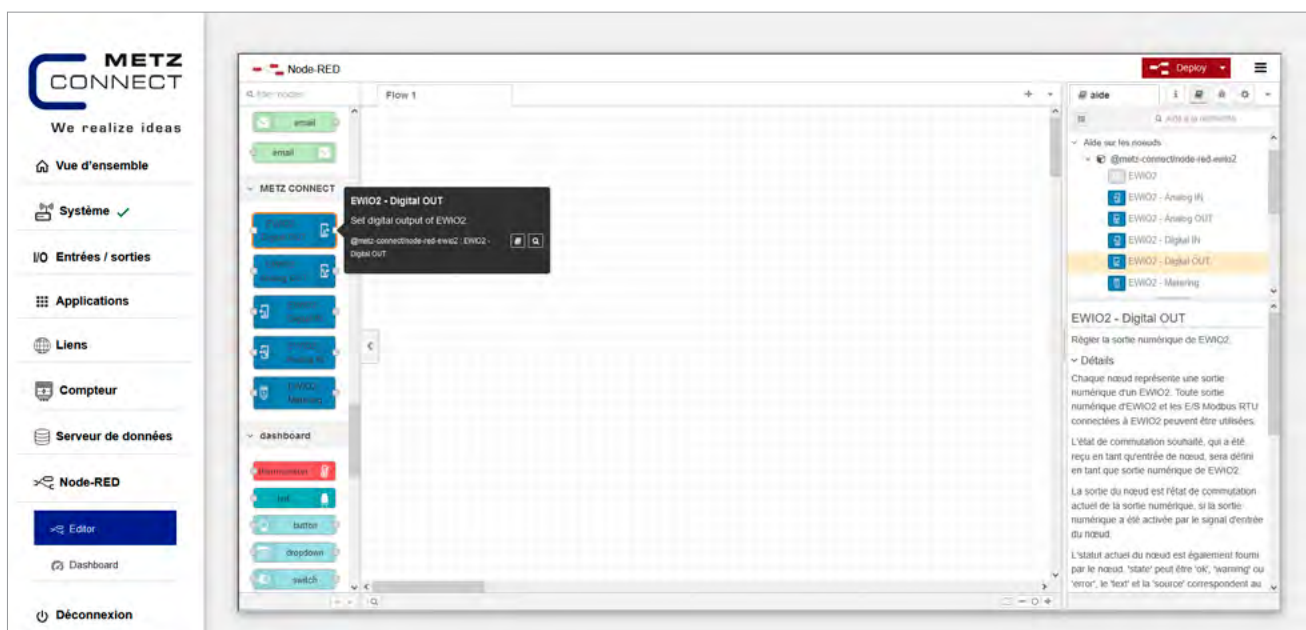 METZ
CONNECT
We realize ideas
Vue d'ensemble
Système
I/O Entrées / sorties
Applications
Liens
Compteur
Serveur de données
Node-RED
Editor
Dashboard
Déconnexion
Node-RED
Deploy
Flow 1
email
email
METZ CONNECT
EWIO2 - Digital OUT
Set digital output of EWIO2
@metz-connect/node-red-ewio2 : EWIO2 -
Digital OUT
EWIO2
Metering
dashboard
thermometer
led
button
dropdown
switch
aide
Aide sur les noeuds
@metz-connect/node-red-ewio2
EWIO2
EWIO2 - Analog IN
EWIO2 - Analog OUT
EWIO2 - Digital IN
EWIO2 - Digital OUT
EWIO2 - Metering
EWIO2 - Digital OUT
Régler la sortie numérique de EWIO2.
Détails
Chaque nœud représente une sortie
numérique d'un EWIO2. Toute sortie
numérique d'EWIO2 et les E/S Modbus RTU
connectées à EWIO2 peuvent être utilisées.
L'état de commutation souhaité, qui a été
reçu en tant qu'entrée de nœud, sera défini
en tant que sortie numérique de EWIO2.
La sortie du nœud est l'état de commutation
actuel de la sortie numérique, si la sortie
numérique a été activée par le signal d'entrée
du nœud.
L'statut actuel du nœud est également fourni
par le nœud. 'state' peut être 'ok', 'warning' ou
'error', le 'text' et la 'source' correspondent au